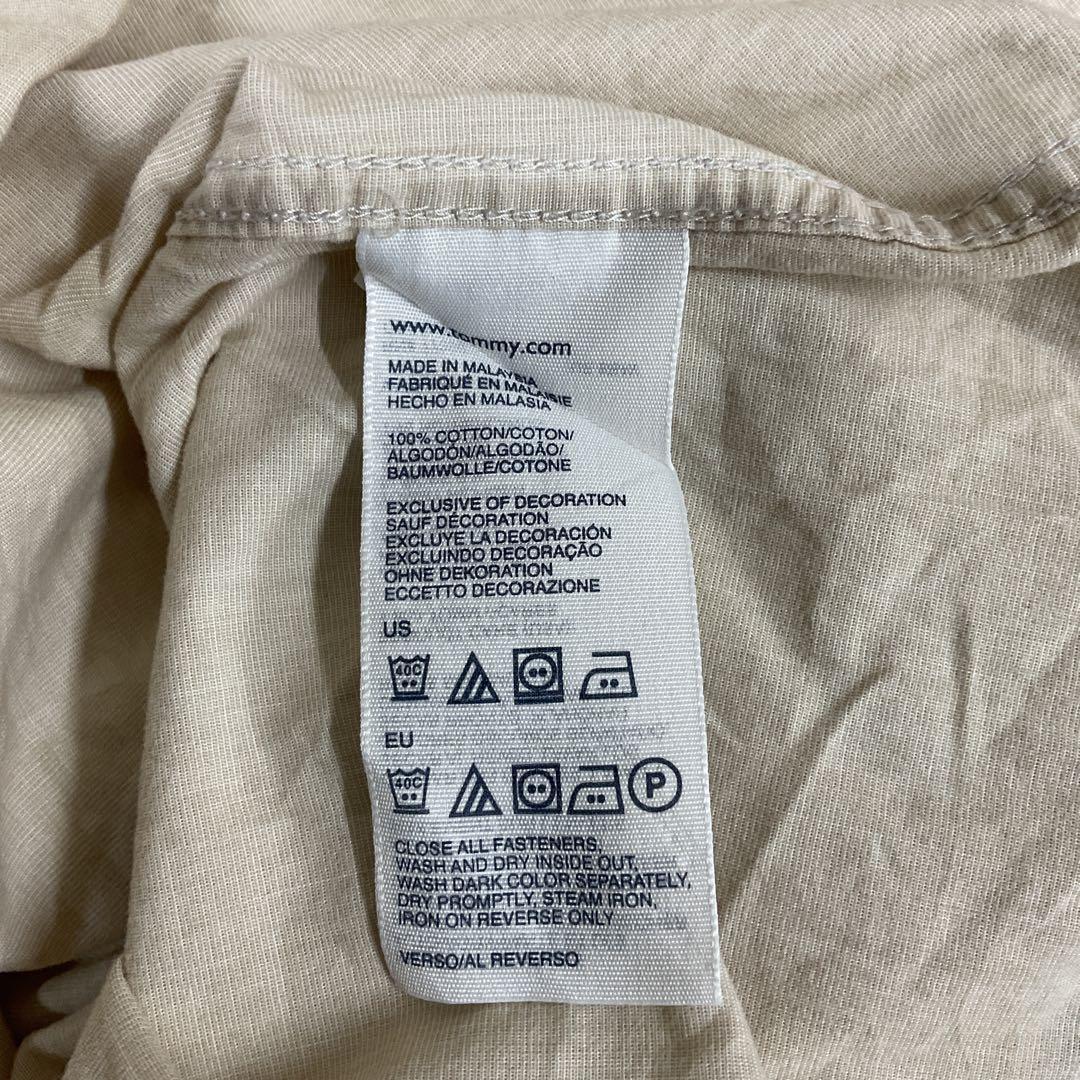 www.tommy.com
MADE IN MALAYSIA
FABRIQUÉ EN MALAISIE
HECHO EN MALASIA
100% COTTON/COTON/
ALGODÓN/ALGODÃO/
BAUMWOLLE/COTONE
EXCLUSIVE OF DECORATION
SAUF DÉCORATION
EXCLUYE LA DECORACIÓN
EXCLUINDO DECORAÇÃO
OHNE DEKORATION
ECCETTO DECORAZIONE
US
40C
EU
40C P
CLOSE ALL FASTENERS,
WASH AND DRY INSIDE OUT,
WASH DARK COLOR SEPARATELY,
DRY PROMPTLY, STEAM IRON,
IRON ON REVERSE ONLY
VERSO/AL REVERSO